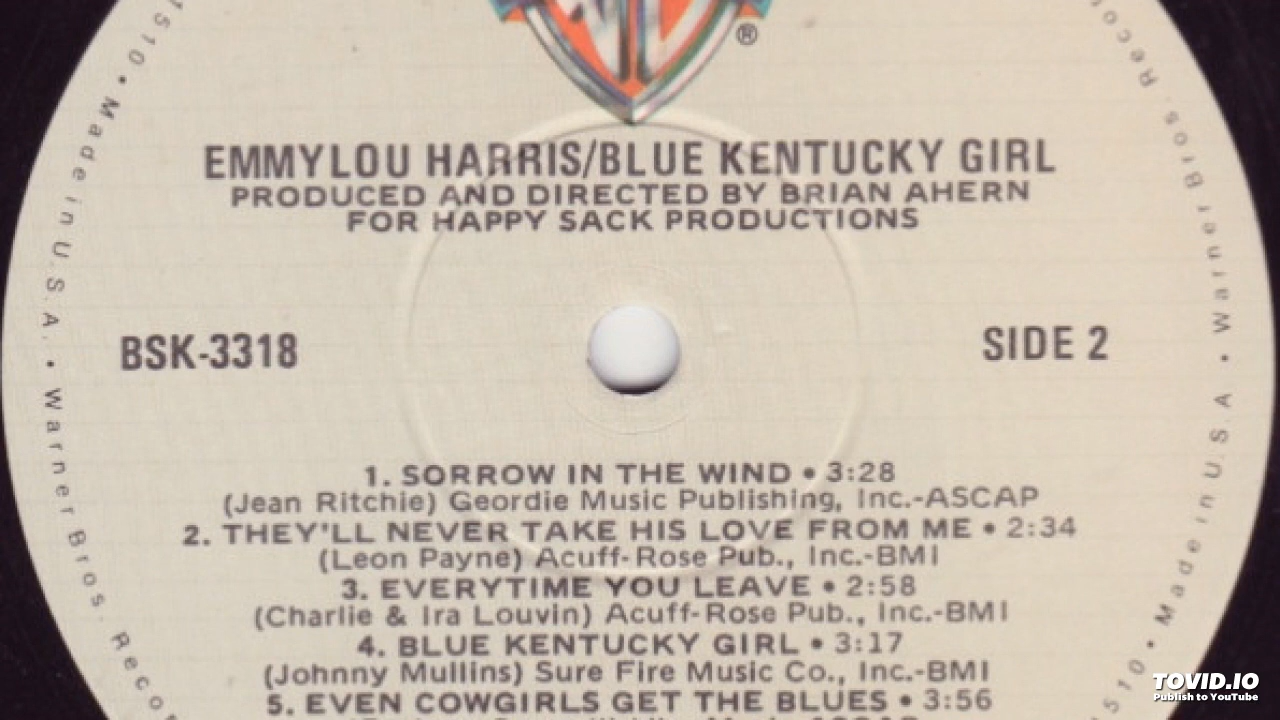 ®
EMMYLOU HARRIS/BLUE KENTUCKY GIRL
PRODUCED AND DIRECTED BY BRIAN AHERN
FOR HAPPY SACK PRODUCTIONS
BSK-3318
SIDE 2
1. SORROW IN THE WIND • 3:28
(Jean Ritchie) Geordie Music Publishing, Inc.-ASCAP
2. THEY'LL NEVER TAKE HIS LOVE FROM ME • 2:34
(Leon Payne) Acuff-Rose Pub., Inc.-BMI
3. EVERYTIME YOU LEAVE • 2:58
(Charlie & Ira Louvin) Acuff-Rose Pub., Inc.-BMI
4. BLUE KENTUCKY GIRL • 3:17
(Johnny Mullins) Sure Fire Music Co., Inc.-BMI
5. EVEN COWGIRLS GET THE BLUES • 3:56
1510 • Made in U.S.A. • Warner Bros. Reco
Made in U.S.A. • Warner Bros. Recor
TOVID.IO
Publish to YouTube